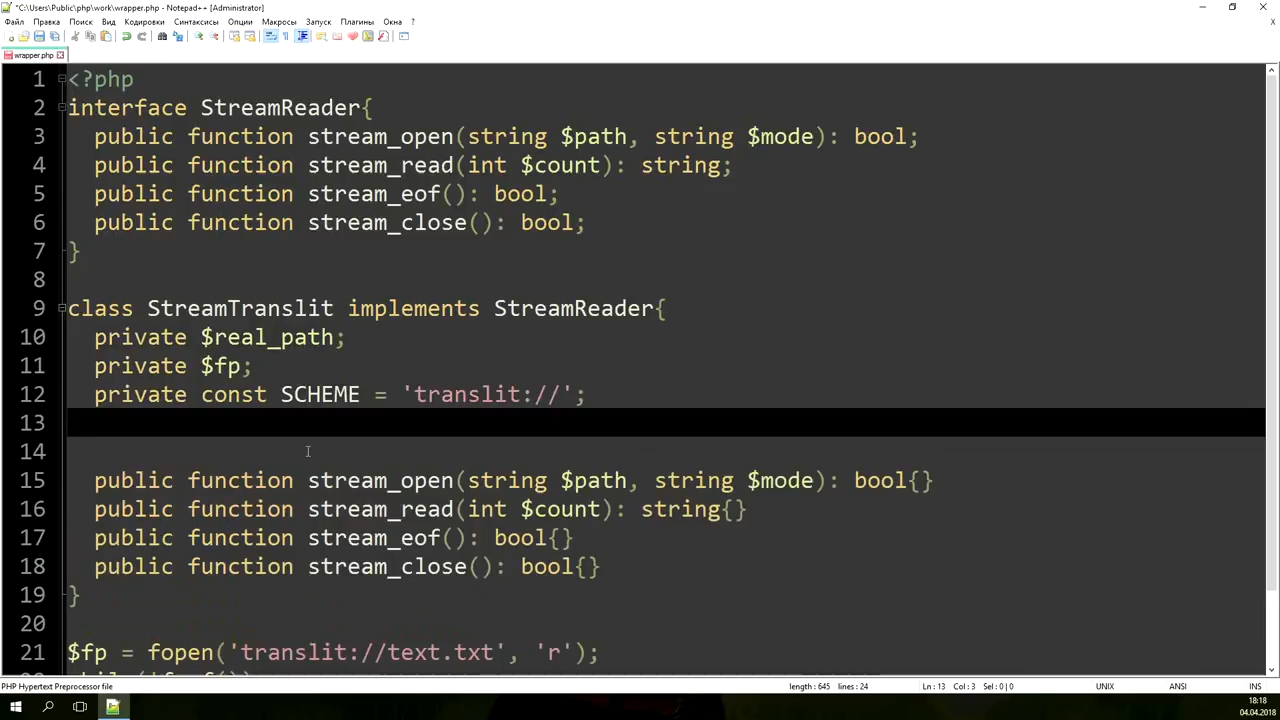 *C:\Users\Public\php\work\wrapper.php - Notepad++ [Administrator]
Файл Правка Поиск Вид Кодировки Синтаксисы Опции Макросы Запуск Плагины Окна ?
wrapper.php
1 <?php
2 interface StreamReader{
3 public function stream_open(string $path, string $mode): bool;
4 public function stream_read(int $count): string;
5 public function stream_eof(): bool;
6 public function stream_close(): bool;
7 }
8
9 class StreamTranslit implements StreamReader{
10 private $real_path;
11 private $fp;
12 private const SCHEME = 'translit://';
13
14
15 public function stream_open(string $path, string $mode): bool{}
16 public function stream_read(int $count): string{}
17 public function stream_eof(): bool{}
18 public function stream_close(): bool{}
19 }
20
21 $fp = fopen('translit://text.txt', 'r');
PHP Hypertext Preprocessor file length : 645 lines : 24 Ln : 13 Col : 3 Sel : 0 | 0 UNIX ANSI INS
18:18
04.04.2018